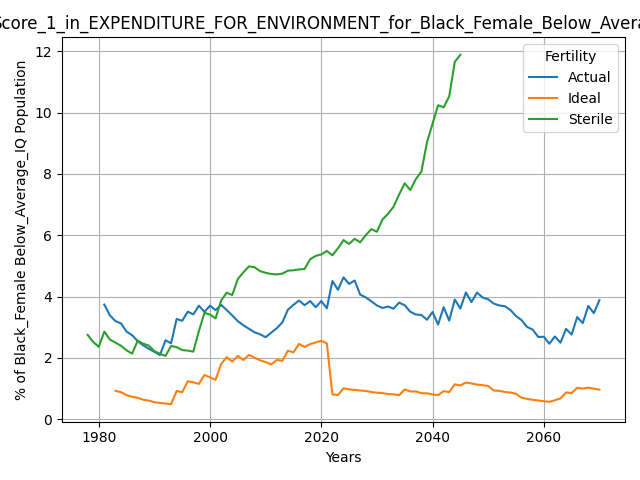 Score_1_in_EXPENDITURE_FOR_ENVIRONMENT_for_Black_Female_Below_Avera
12
10
8
6
4
2
0
% of Black_Female Below_Average_IQ Population
Fertility
Actual
Ideal
Sterile
1980 2000 2020 2040 2060
Years